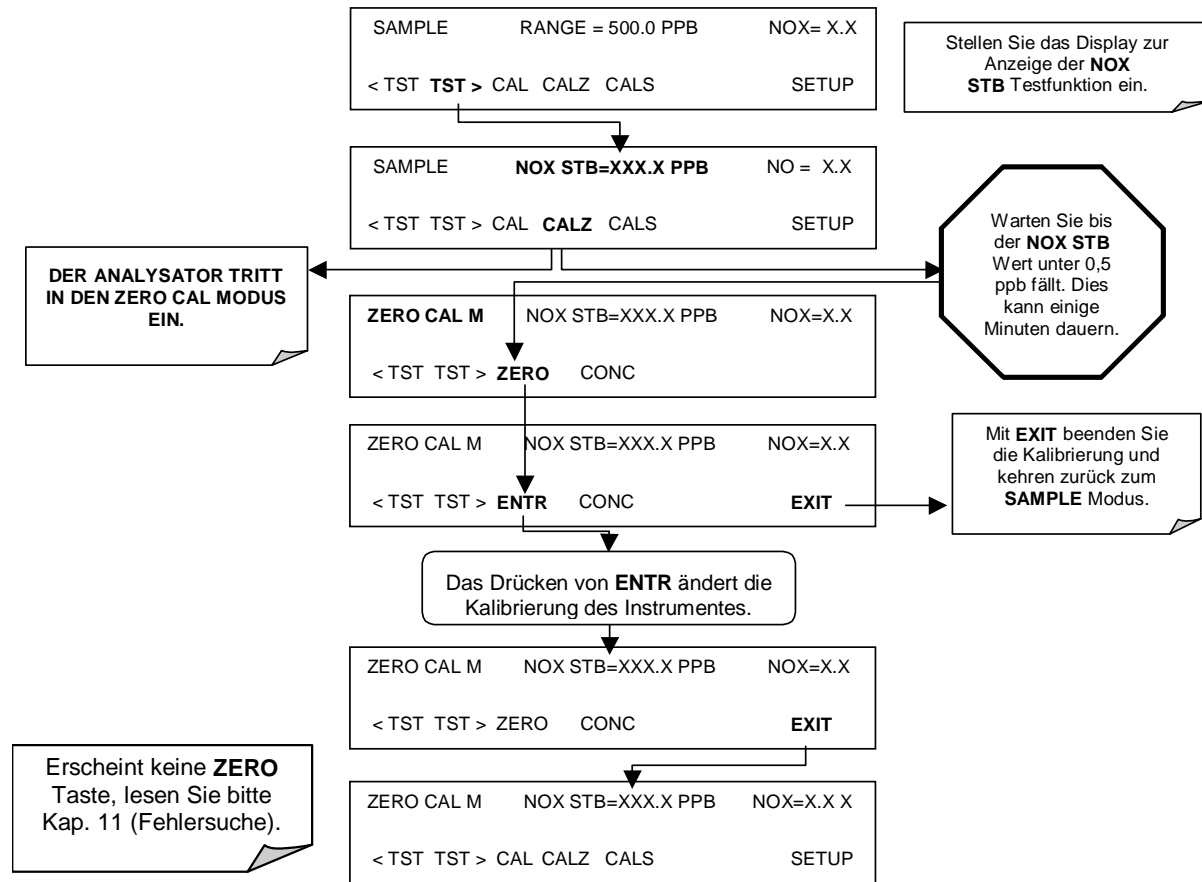 SAMPLE RANGE = 500.0 PPB NOX= X.X
< TST TST > CAL CALZ CALS SETUP
Stellen Sie das Display zur
Anzeige der NOX
STB Testfunktion ein.
SAMPLE NOX STB=XXX.X PPB NO = X.X
< TST TST > CAL CALZ CALS SETUP
DER ANALYSATOR TRITT
IN DEN ZERO CAL MODUS
EIN.
Warten Sie bis
der NOX STB
Wert unter 0,5
ppb fällt. Dies
kann einige
Minuten dauern.
ZERO CAL M NOX STB=XXX.X PPB NOX=X.X
< TST TST > ZERO CONC
ZERO CAL M NOX STB=XXX.X PPB NOX=X.X
< TST TST > ENTR CONC EXIT
Mit EXIT beenden Sie
die Kalibrierung und
kehren zurück zum
SAMPLE Modus.
Das Drücken von ENTR ändert die
Kalibrierung des Instrumentes.
ZERO CAL M NOX STB=XXX.X PPB NOX=X.X
< TST TST > ZERO CONC EXIT
Erscheint keine ZERO
Taste, lesen Sie bitte
Kap. 11 (Fehlersuche).
ZERO CAL M NOX STB=XXX.X PPB NOX=X.X X
< TST TST > CAL CALZ CALS SETUP